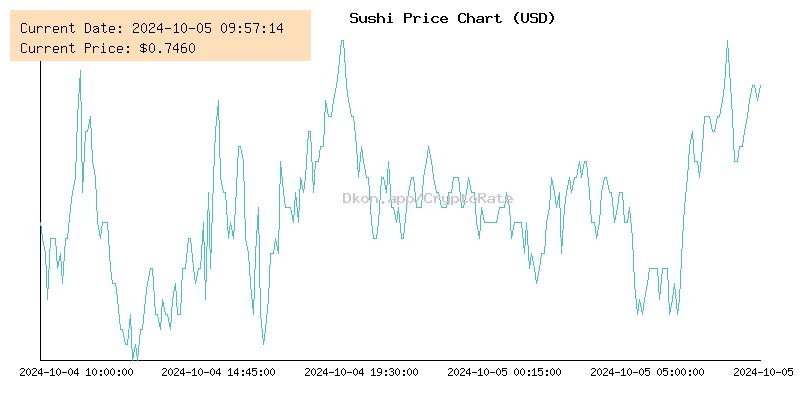 Sushi Price Chart (USD)
Current Date: 2024-10-05 09:57:14
Current Price: $0.7460
Dkon.app/CryptoRate
2024-10-04 10:00:00
2024-10-04 14:45:00
2024-10-04 19:30:00
2024-10-05 00:15:00
2024-10-05 05:00:00
2024-10-05